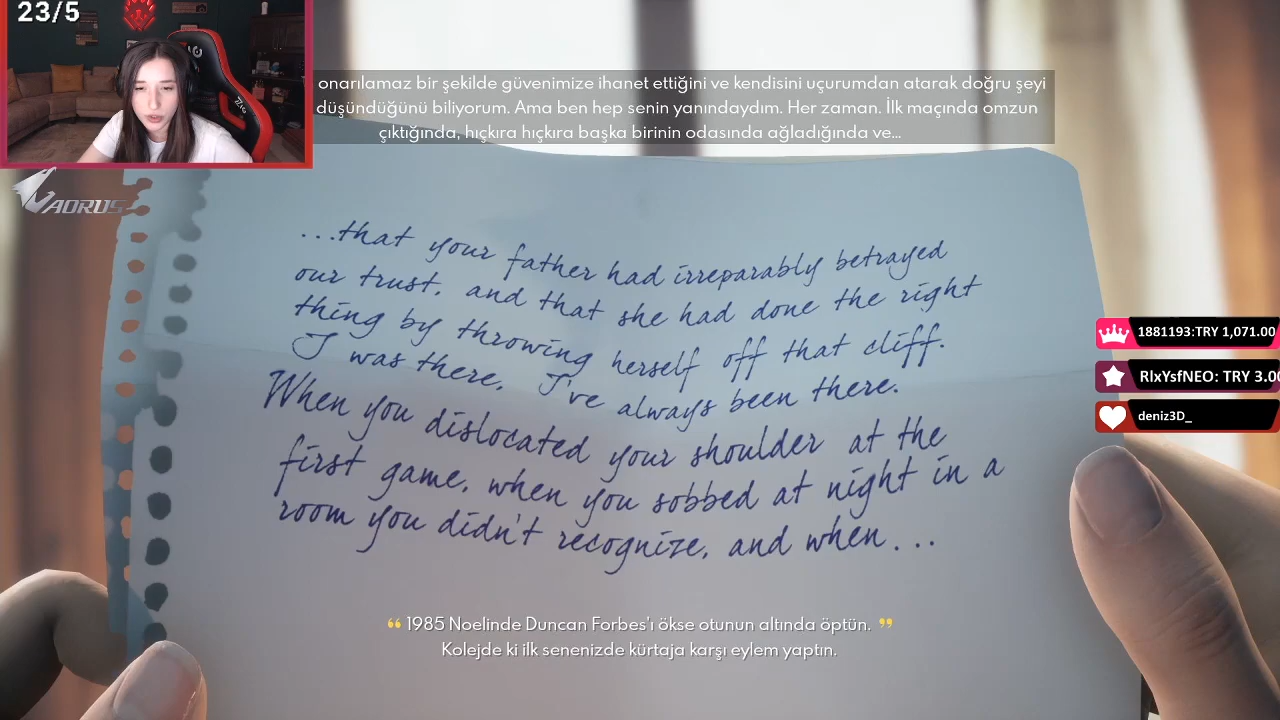 23/5
onarılamaz bir şekilde güvenimize ihanet ettiğini ve kendisini uçurumdan atarak doğru şeyi
düşündüğünü biliyorum. Ama ben hep senin yanındaydım. Her zaman. İlk maçında omzun
çıktığında, hıçkıra hıçkıra başka birinin odasında ağladığında ve...
AORUS
...that your father had irreparably betrayed
our trust, and that she had done the right
thing by throwing herself off that cliff.
I was there, I've always been there.
When you dislocated your shoulder at the
first game, when you sobbed at night in a
room you didn't recognize, and when...
1881193:TRY 1,071.00
RlxYsfNEO: TRY 3.00
deniz3D_
“ 1985 Noelinde Duncan Forbes'ı ökse otunun altında öptün. ”
Kolejde ki ilk senenizde kürtaja karşı eylem yaptın.